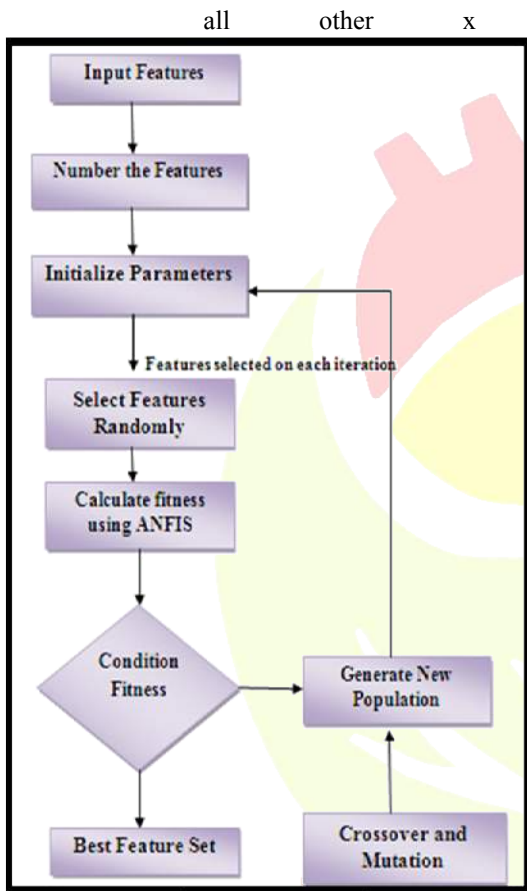 all other x
Input Features
Number the Features
Initialize Parameters
Features selected on each iteration
Select Features
Randomly
Calculate fitness
using ANFIS
Condition
Fitness
Generate New
Population
Best Feature Set
Crossover and
Mutation